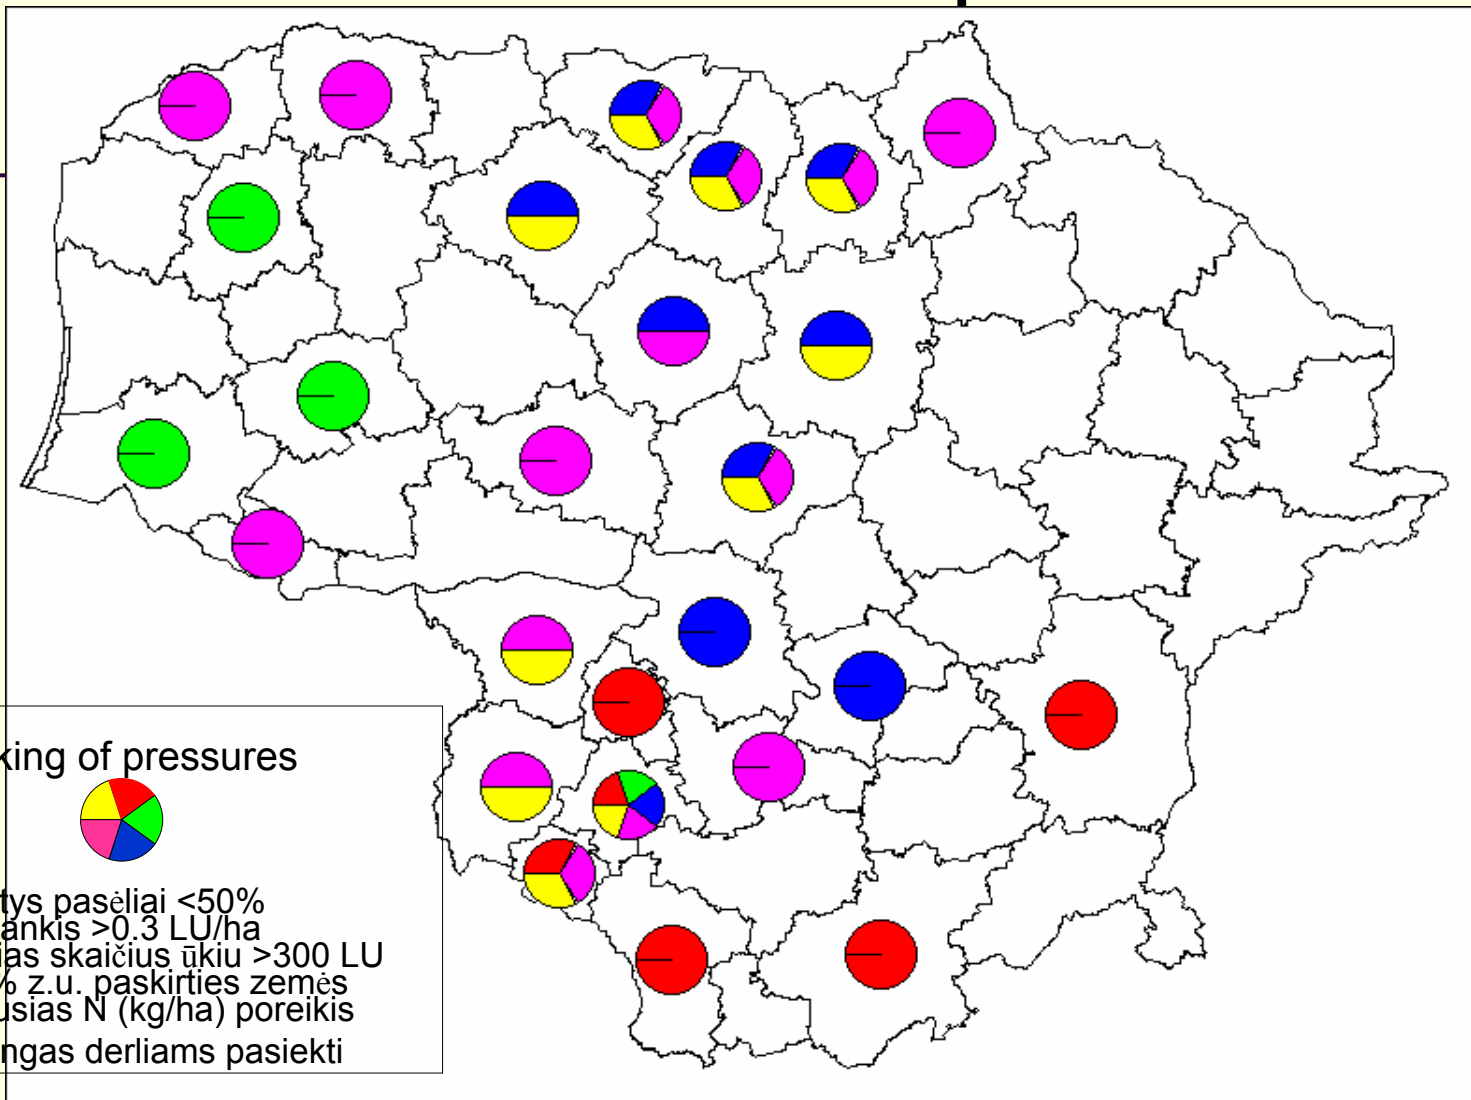 king of pressures
tys pasėliai <50%
ankis >0.3 LU/ha
ias skaičius ūkiu >300 LU
% z.u. paskirties zemės
usias N (kg/ha) poreikis
ngas derliams pasiekti